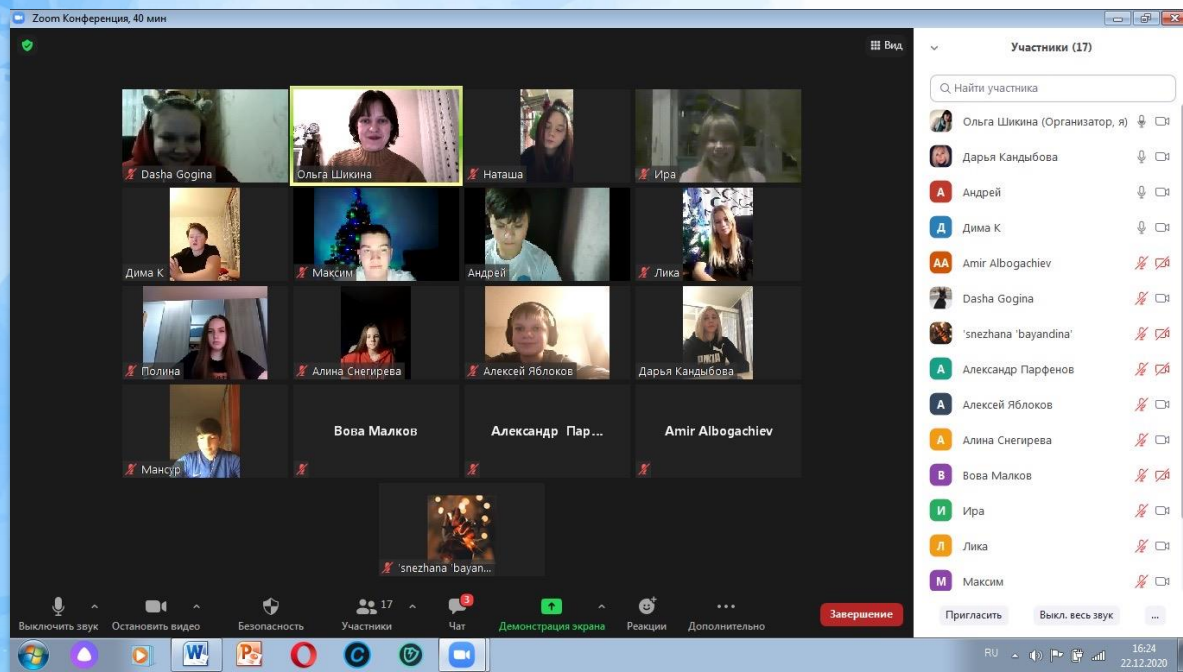 Zoom Конференция, 40 мин
Вид
Dasha Gogina
Ольга Шикина
Наташа
Ира
Дима К
Максим
Андрей
Лика
Полина
Алина Снегирева
Алексей Яблоков
Дарья Кандыбова
Мансур
Вова Малков
Александр Пар...
Amir Albogachiev
'snezhana 'bayan...
Участники (17)
Найти участника
Ольга Шикина (Организатор, я)
Дарья Кандыбова
А Андрей
Д Дима К
AA Amir Albogachiev
Dasha Gogina
'snezhana 'bayandina'
А Александр Парфенов
А Алексей Яблоков
А Алина Снегирева
В Вова Малков
И Ира
Л Лика
М Максим
Пригласить Выкл. весь звук ...
17 3
Выключить звук Остановить видео Безопасность Участники Чат Демонстрация экрана Реакции Дополнительно Завершение
RU 16:24
22.12.2020